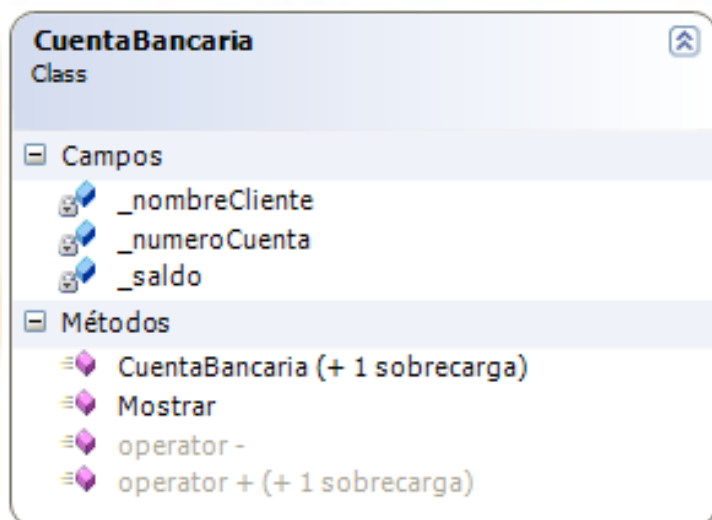 CuentaBancaria
Class
Campos
_nombreCliente
_numeroCuenta
_saldo
Métodos
CuentaBancaria (+ 1 sobrecarga)
Mostrar
operator -
operator + (+ 1 sobrecarga)